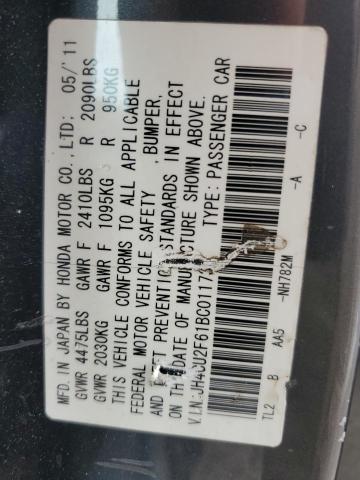 MFD. IN JAPAN BY HONDA MOTOR CO., LTD: 05/'11
GVWR 4475LBS GAWR F 2410LBS R 2090LBS
GVWR 2030KG GAWR F 1095KG R 950KG
THIS VEHICLE CONFORMS TO ALL APPLICABLE
FEDERAL MOTOR VEHICLE SAFETY , BUMPER,
AND THEFT PREVENTION STANDARDS IN EFFECT
ON THE DATE OF MANUFACTURE SHOWN ABOVE.
V.I.N.: JH4CU2F61BC01173 TYPE: PASSENGER CAR
TL2 B AA5 -NH782M -A -C